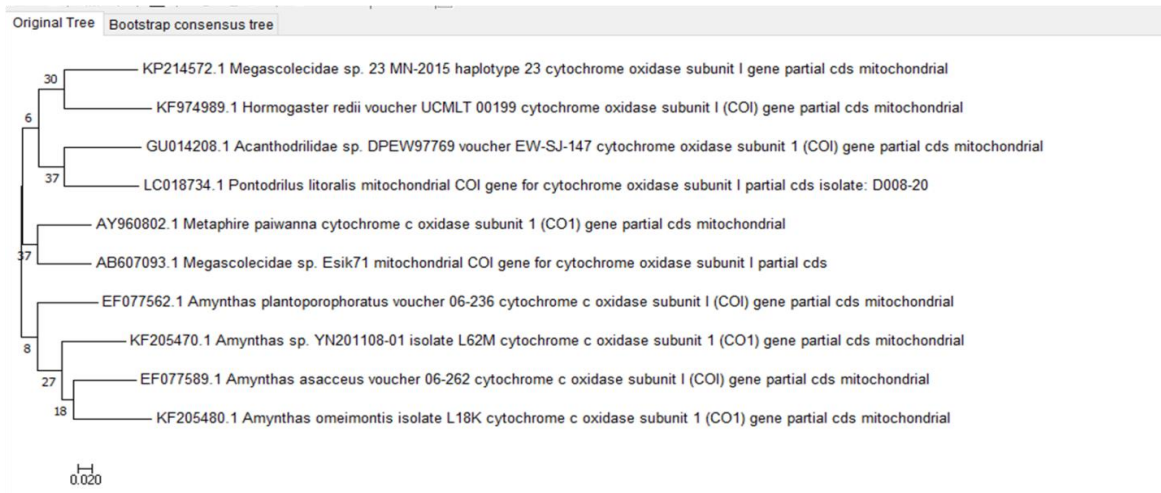 Original Tree Bootstrap consensus tree
KP214572.1 Megascolecidae sp. 23 MN-2015 haplotype 23 cytochrome oxidase subunit I gene partial cds mitochondrial
30
KF974989.1 Hormogaster redii voucher UCMLT 00199 cytochrome oxidase subunit I (COI) gene partial cds mitochondrial
6
GU014208.1 Acanthodrilidae sp. DPEW97769 voucher EW-SJ-147 cytochrome oxidase subunit 1 (COI) gene partial cds mitochondrial
37
LC018734.1 Pontodrilus litoralis mitochondrial COI gene for cytochrome oxidase subunit I partial cds isolate: D008-20
AY960802.1 Metaphire paiwanna cytochrome c oxidase subunit 1 (CO1) gene partial cds mitochondrial
37
AB607093.1 Megascolecidae sp. Esik71 mitochondrial COI gene for cytochrome oxidase subunit I partial cds
EF077562.1 Amynthas plantoporophoratus voucher 06-236 cytochrome c oxidase subunit I (COI) gene partial cds mitochondrial
8
KF205470.1 Amynthas sp. YN201108-01 isolate L62M cytochrome c oxidase subunit 1 (CO1) gene partial cds mitochondrial
27
EF077589.1 Amynthas asacceus voucher 06-262 cytochrome c oxidase subunit I (COI) gene partial cds mitochondrial
18
KF205480.1 Amynthas omeimontis isolate L18K cytochrome c oxidase subunit 1 (CO1) gene partial cds mitochondrial
0.020